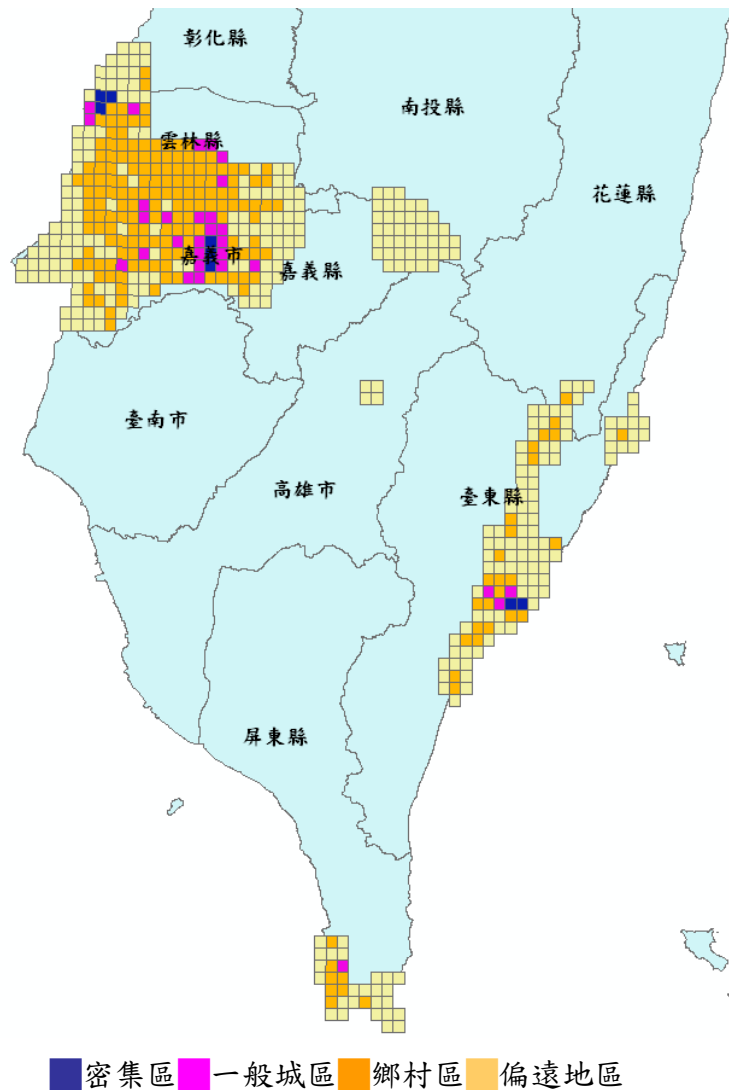 彰化縣
南投縣
雲林縣
花蓮縣
嘉義市
嘉義縣
臺南市
高雄市
臺東縣
屏東縣
密集區 一般城區 鄉村區 偏遠地區